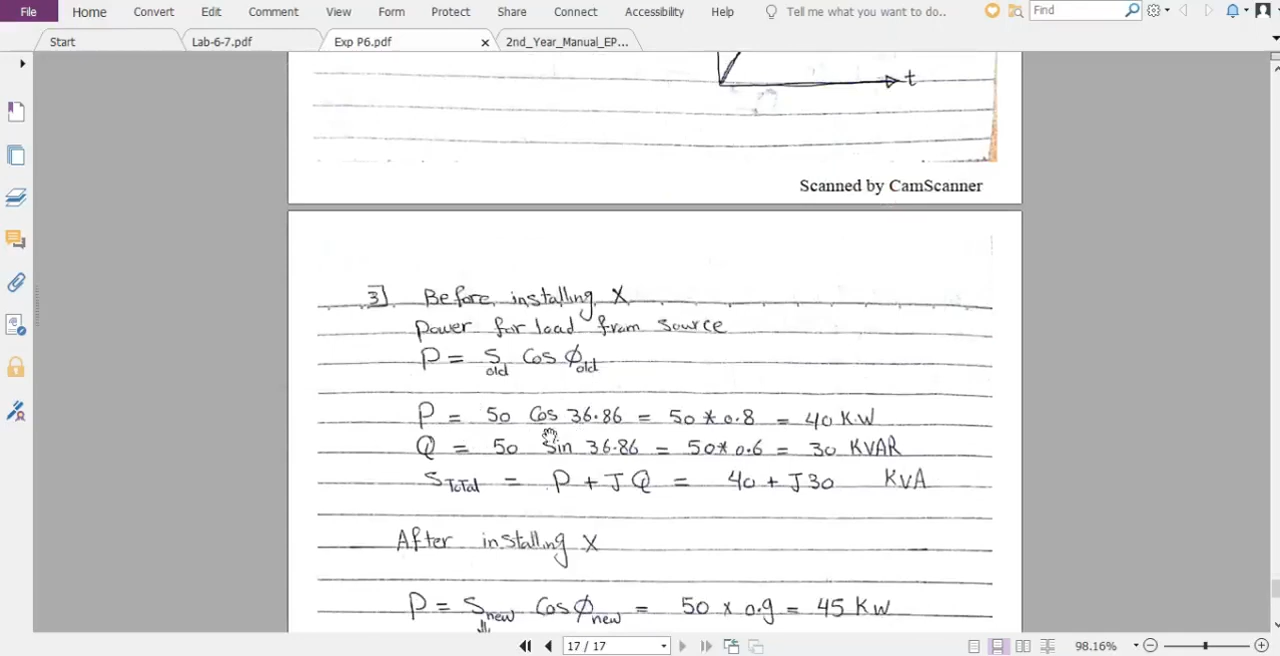 File Home Convert Edit Comment View Form Protect Share Connect Accessibility Help Tell me what you want to do.. Find
Start Lab-6-7.pdf Exp P6.pdf 2nd_Year_Manual_EP...
t
Scanned by CamScanner
3] Before installing X
Power for load from source
P = S old Cos Φ old
P = 50 Cos 36.86 = 50 * 0.8 = 40 K.W
Q = 50 Sin 36.86 = 50* 0.6 = 30 KVAR
S Total = P + J Q = 40 + J30 KVA
After installing X
P = S new Cos Φ new = 50 x 0.9 = 45 KW
17 / 17 98.16%